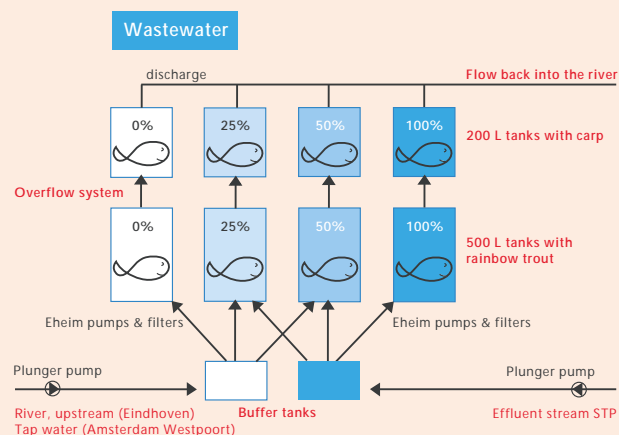 Wastewater
discharge
Flow back into the river
0%
25%
50%
100%
200 L tanks with carp
Overflow system
0%
25%
50%
100%
500 L tanks with
rainbow trout
Eheim pumps & filters
Eheim pumps & filters
Plunger pump
Plunger pump
River, upstream (Eindhoven)
Tap water (Amsterdam Westpoort)
Buffer tanks
Effluent stream STP